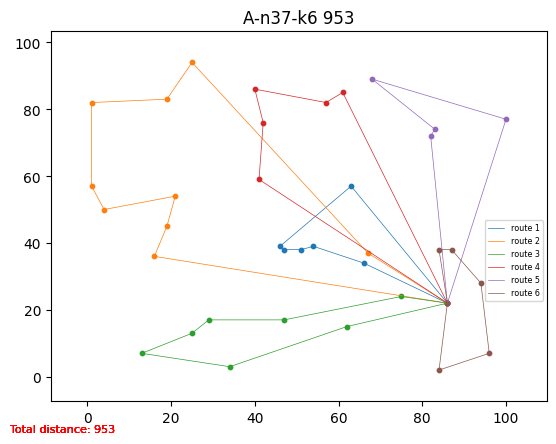 A-n37-k6 953
100
80
60
40
20
0
route 1
route 2
route 3
route 4
route 5
route 6
0 20 40 60 80 100
Total distance: 953